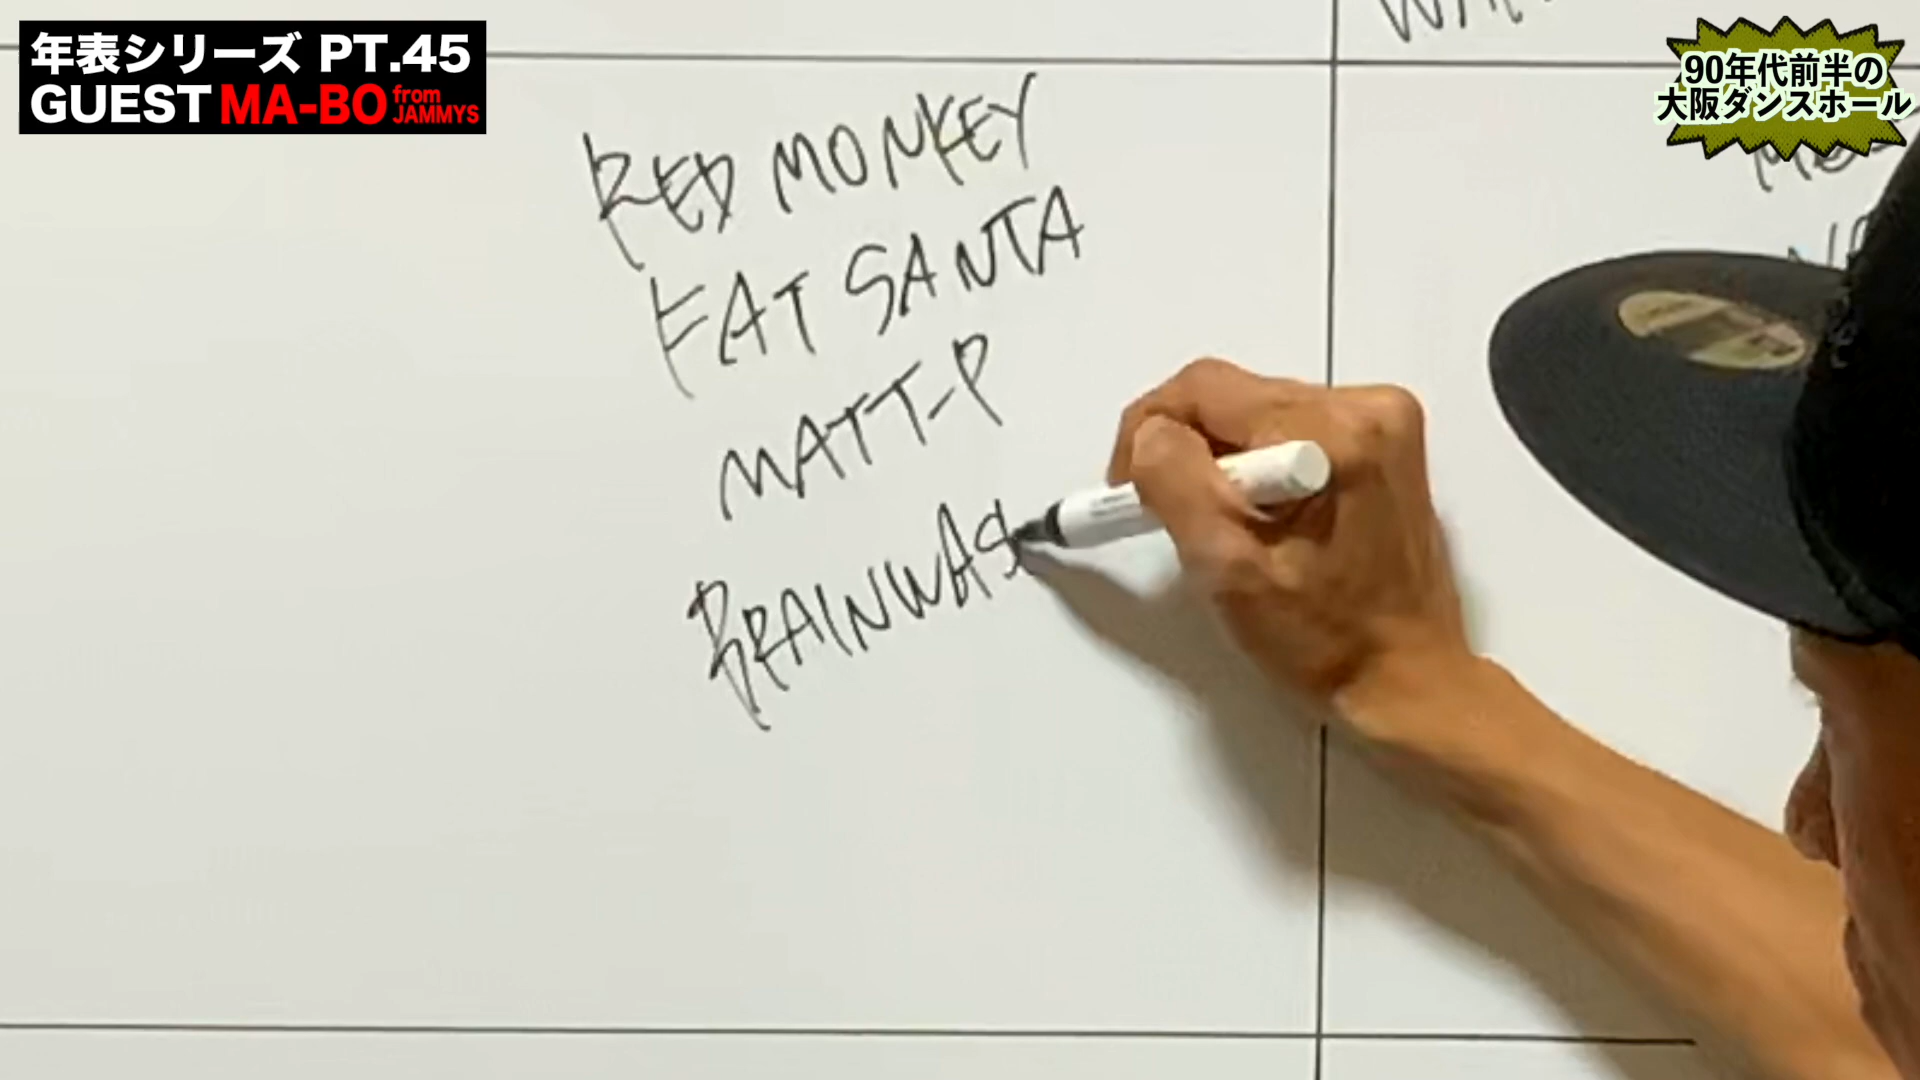 年表シリーズ PT.45
GUEST MA-BO from JAMMYS
90年代前半の
大阪ダンスホール
RED MONKEY
FAT SANTA
MATT-P
BRAINWAS